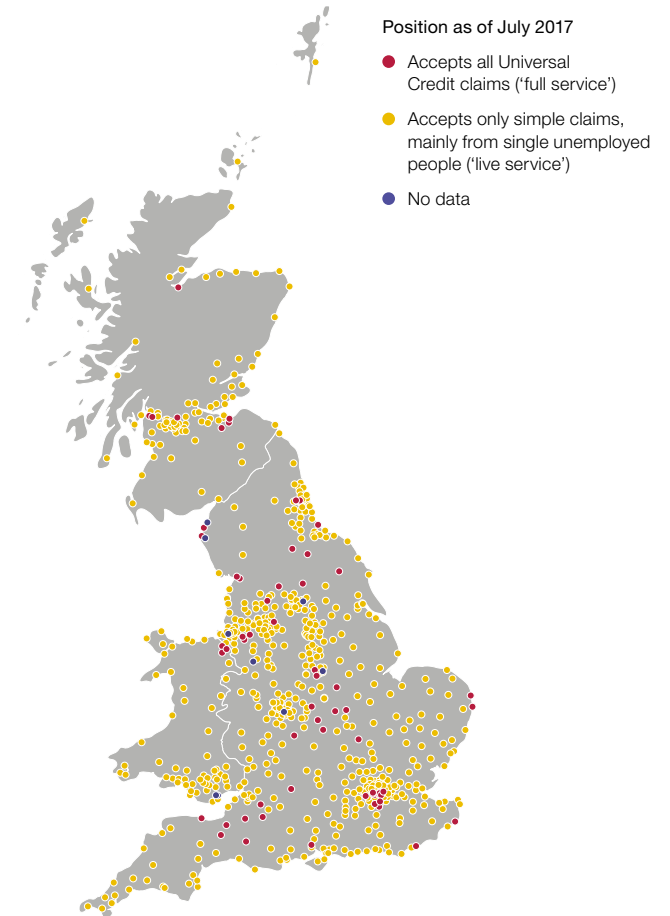 Position as of July 2017
Accepts all Universal
Credit claims (‘full service’)
Accepts only simple claims,
mainly from single unemployed
people (‘live service’)
No data